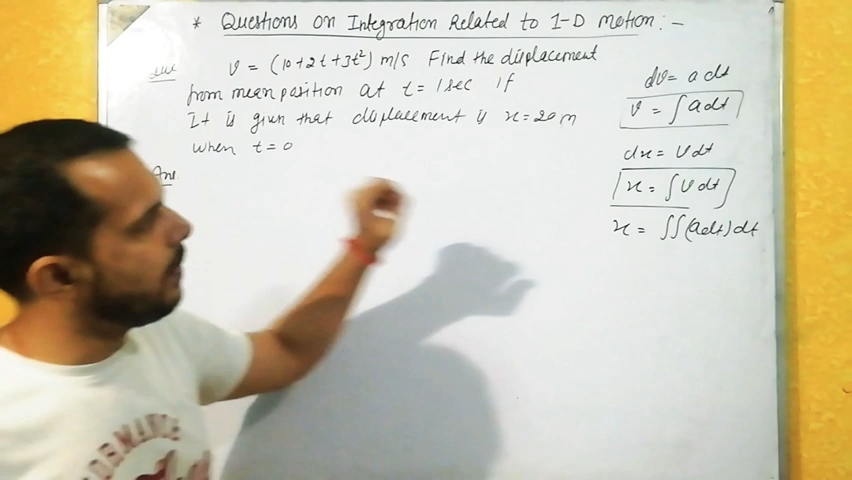 * Questions on Integration Related to 1-D motion :-
Que v = (10+2t+3t²) m/s Find the displacement
from mean position at t = 1 sec if
It is given that displacement is x = 20 m
when t = 0
Ans.
dv = a dt
v = ∫ a dt
dx = v dt
x = ∫ v dt
x = ∫∫ (a dt) dt